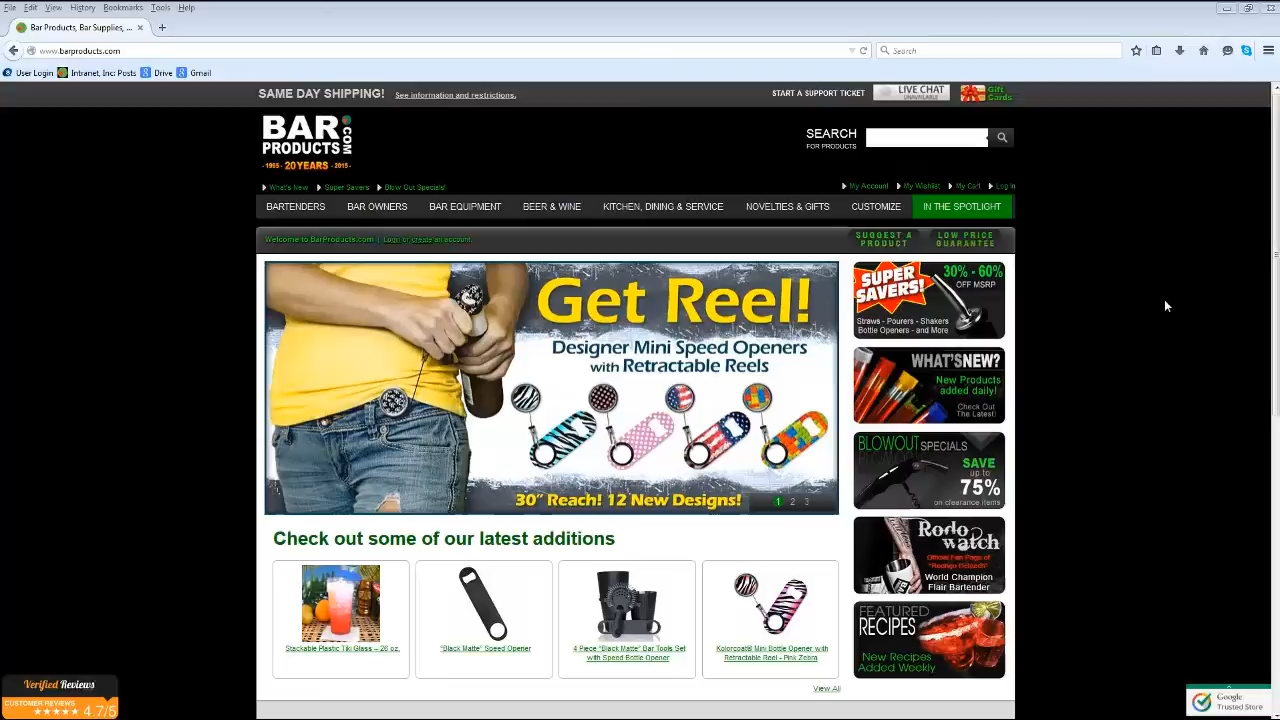 File Edit View History Bookmarks Tools Help
Bar Products, Bar Supplies, ...
www.barproducts.com
Search
User Login Intranet, Inc: Posts Drive Gmail
SAME DAY SHIPPING! See information and restrictions.
START A SUPPORT TICKET
LIVE CHAT
UNAVAILABLE
Gift
Cards
BAR
PRODUCTS
.COM
- 1995 - 20 YEARS - 2015 -
SEARCH
FOR PRODUCTS
What's New Super Savers Blow Out Specials!
My Account My Wishlist My Cart Log In
BARTENDERS BAR OWNERS BAR EQUIPMENT BEER & WINE KITCHEN, DINING & SERVICE NOVELTIES & GIFTS CUSTOMIZE IN THE SPOTLIGHT
Welcome to BarProducts.com | Login or create an account.
SUGGEST A
PRODUCT
LOW PRICE
GUARANTEE
Get Reel!
Designer Mini Speed Openers
with Retractable Reels
30" Reach! 12 New Designs!
1 2 3
SUPER
SAVERS!
30% - 60%
OFF MSRP
Straws - Pourers - Shakers
Bottle Openers - and More
WHAT'SNEW?
New Products
added daily!
Check Out
The Latest!
BLOWOUT SPECIALS
SAVE
up to
75%
on clearance items
Rodo
watch
Official Fan Page of
World Champion
Flair Bartender
FEATURED
RECIPES
New Recipes
Added Weekly
Check out some of our latest additions
Stackable Plastic Tiki Glass – 26 oz.
"Black Matte" Speed Opener
4 Piece "Black Matte" Bar Tools Set
with Speed Bottle Opener
Kolorcoat® Mini Bottle Opener with
Retractable Reel - Pink Zebra
View All
Verified Reviews
CUSTOMER REVIEWS
4.7/5
Google
Trusted Store